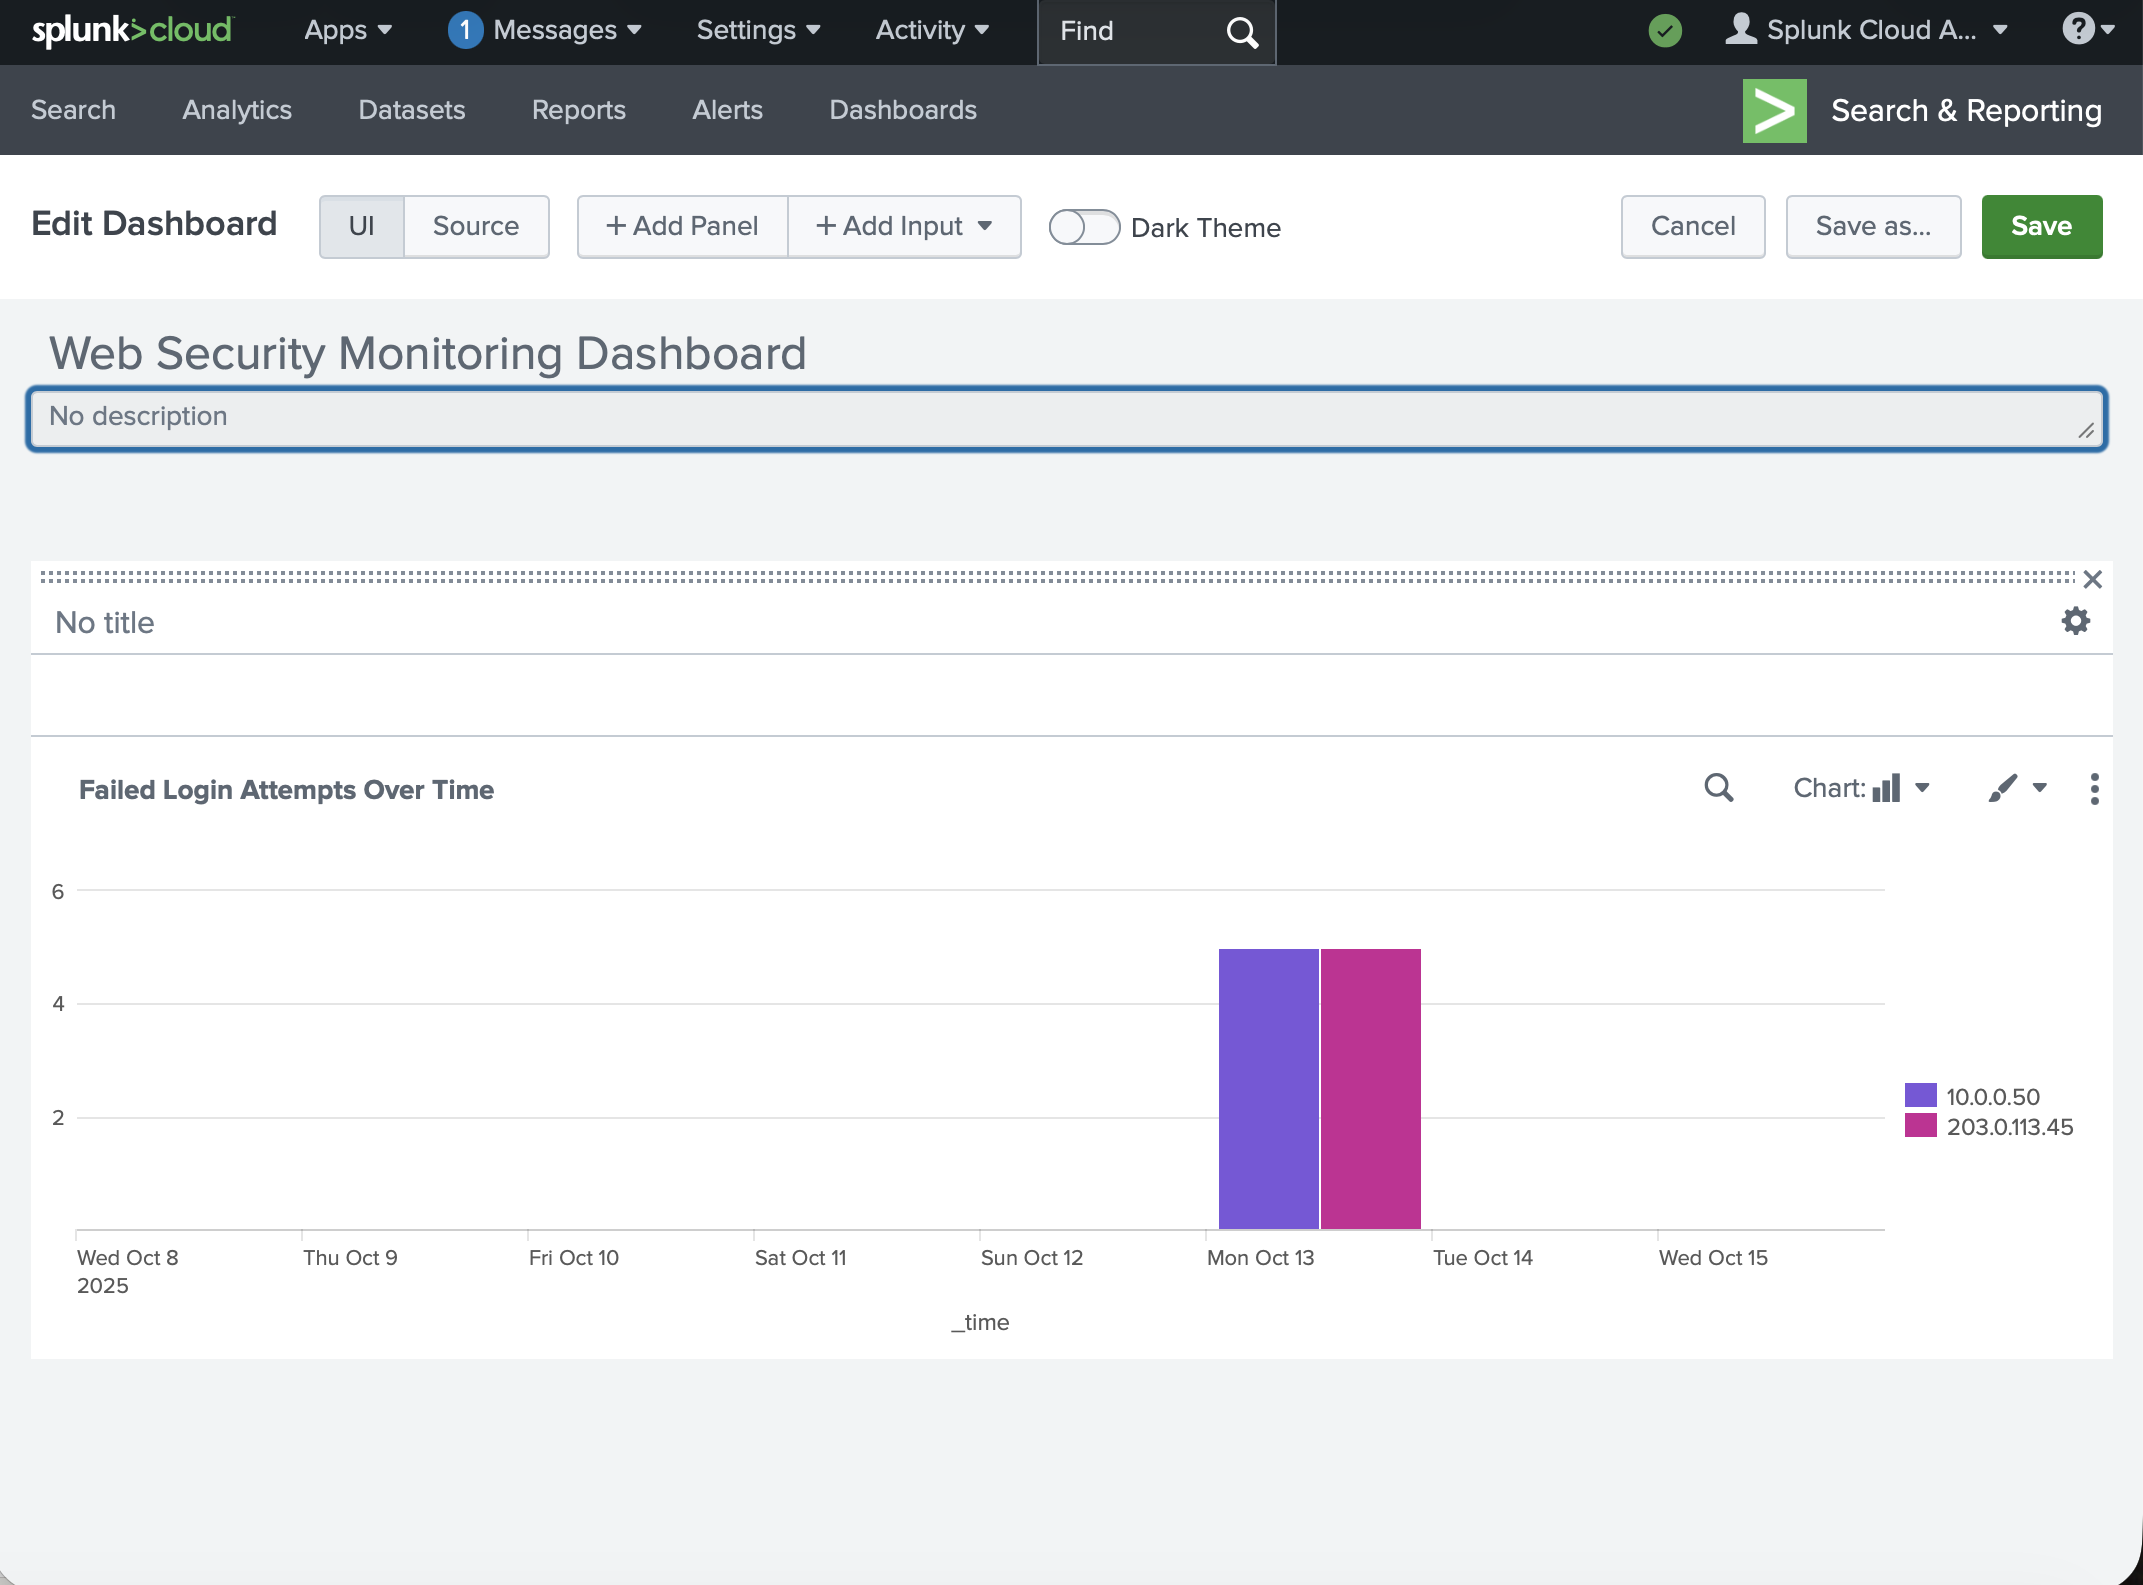 splunk>cloud Apps 1 Messages Settings Activity Find Splunk Cloud A... ?
Search Analytics Datasets Reports Alerts Dashboards Search & Reporting
Edit Dashboard UI Source + Add Panel + Add Input Dark Theme Cancel Save as... Save
Web Security Monitoring Dashboard
No description
No title
Failed Login Attempts Over Time Chart:
6
4
2
10.0.0.50
203.0.113.45
Wed Oct 8 Thu Oct 9 Fri Oct 10 Sat Oct 11 Sun Oct 12 Mon Oct 13 Tue Oct 14 Wed Oct 15
2025
_time